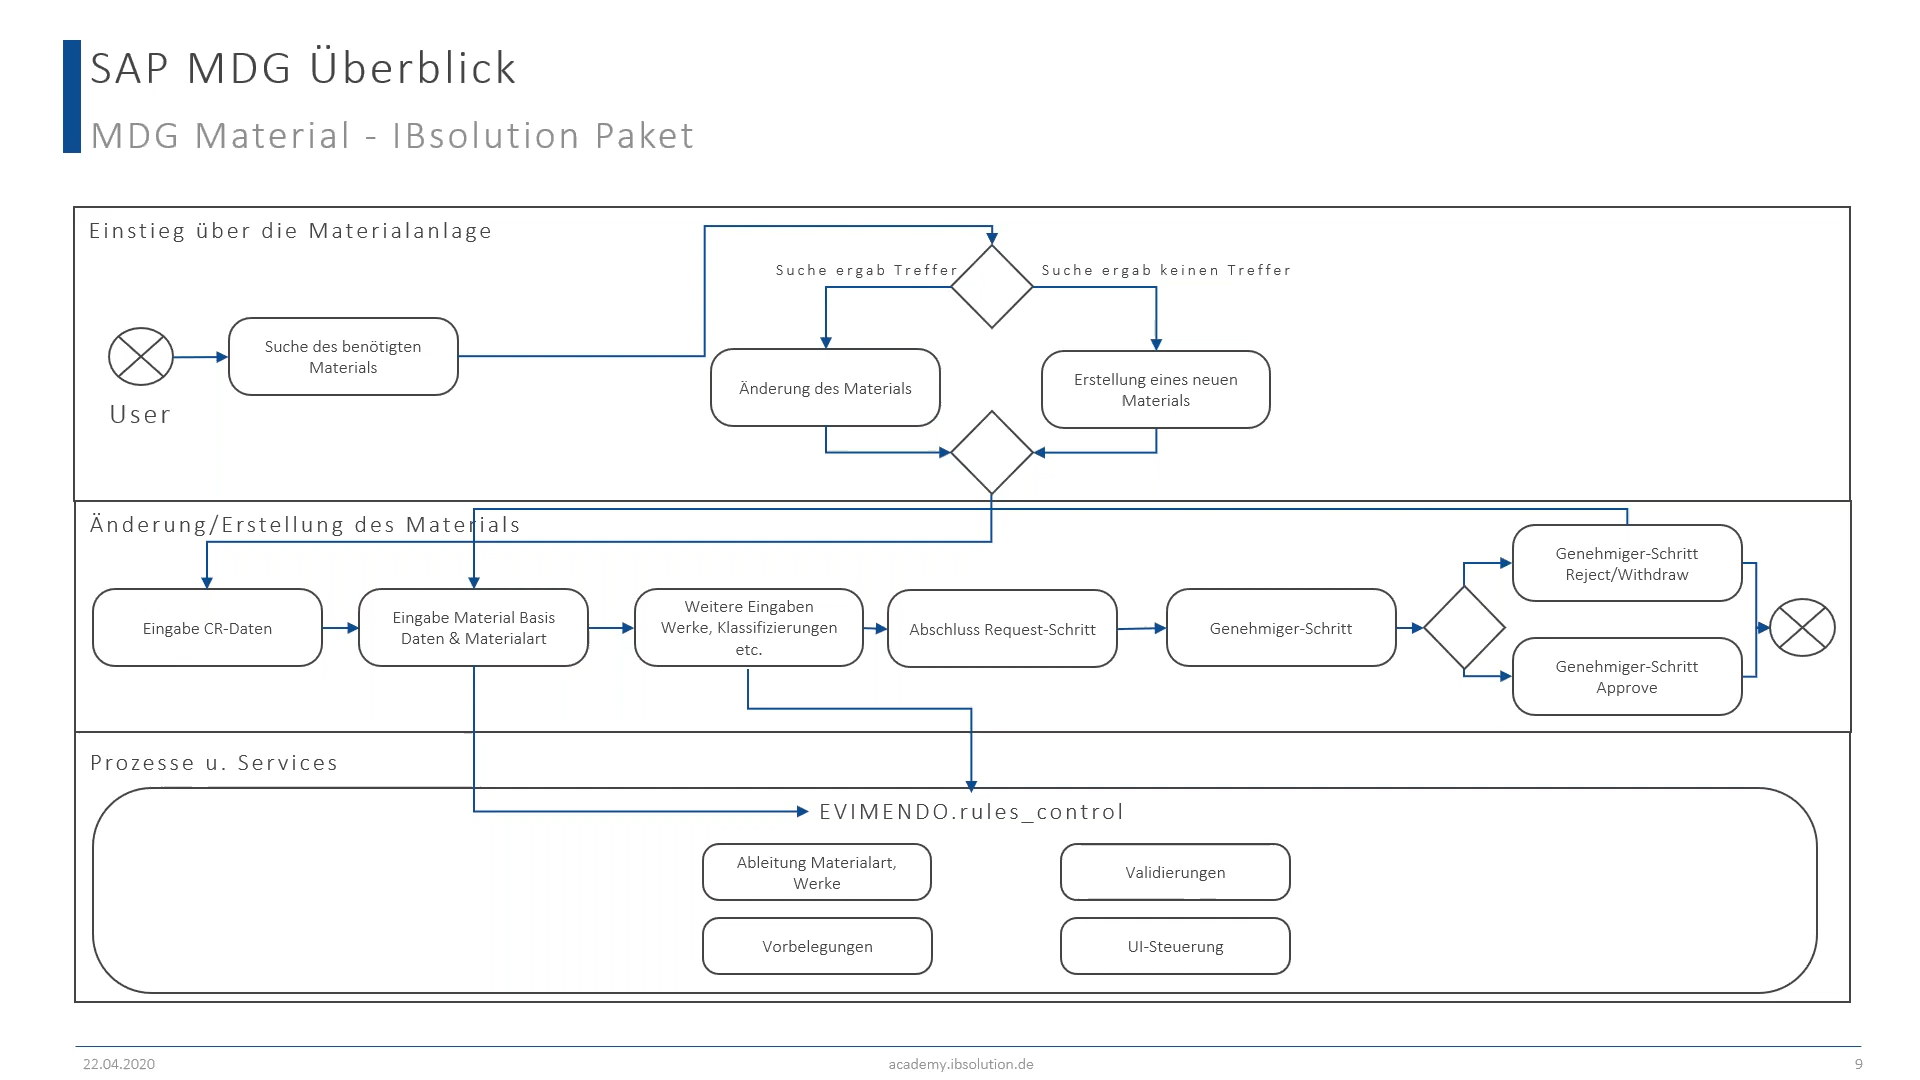 SAP MDG Überblick
MDG Material - IBsolution Paket
Einstieg über die Materialanlage
Suche ergab Treffer
Suche ergab keinen Treffer
Suche des benötigten
Materials
User
Änderung des Materials
Erstellung eines neuen
Materials
Änderung/Erstellung des Materials
Eingabe CR-Daten
Eingabe Material Basis
Daten & Materialart
Weitere Eingaben
Werke, Klassifizierungen
etc.
Abschluss Request-Schritt
Genehmiger-Schritt
Genehmiger-Schritt
Reject/Withdraw
Genehmiger-Schritt
Approve
Prozesse u. Services
EVIMENDO.rules_control
Ableitung Materialart,
Werke
Validierungen
Vorbelegungen
UI-Steuerung
22.04.2020
academy.ibsolution.de
9